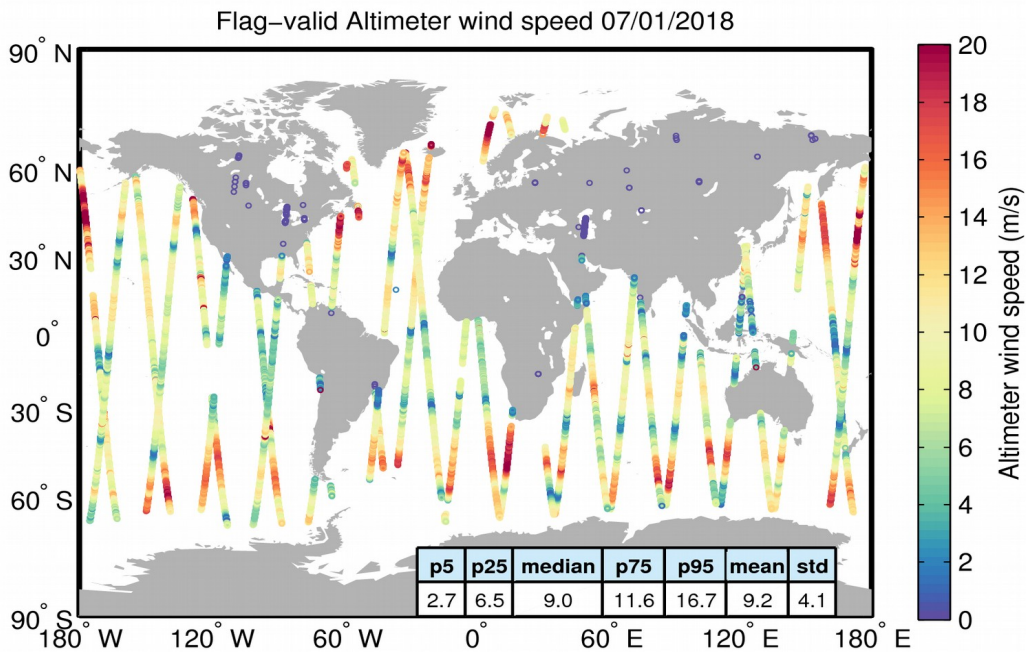 Flag−valid Altimeter wind speed 07/01/2018
90° N
60° N
30° N
0°
30° S
60° S
90° S
180° W
120° W
60° W
0°
60° E
120° E
180° E
p5 p25 median p75 p95 mean std
2.7 6.5 9.0 11.6 16.7 9.2 4.1
20
18
16
14
12
10
8
6
4
2
0
Altimeter wind speed (m/s)